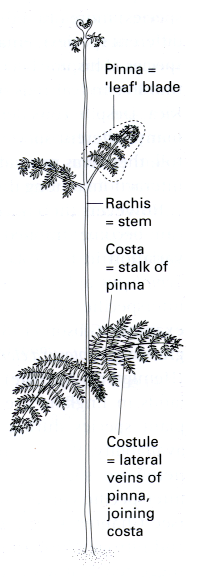 Pinna =
'leaf' blade
Rachis
= stem
Costa
= stalk of
pinna
Costule
= lateral
veins of
pinna,
joining
costa